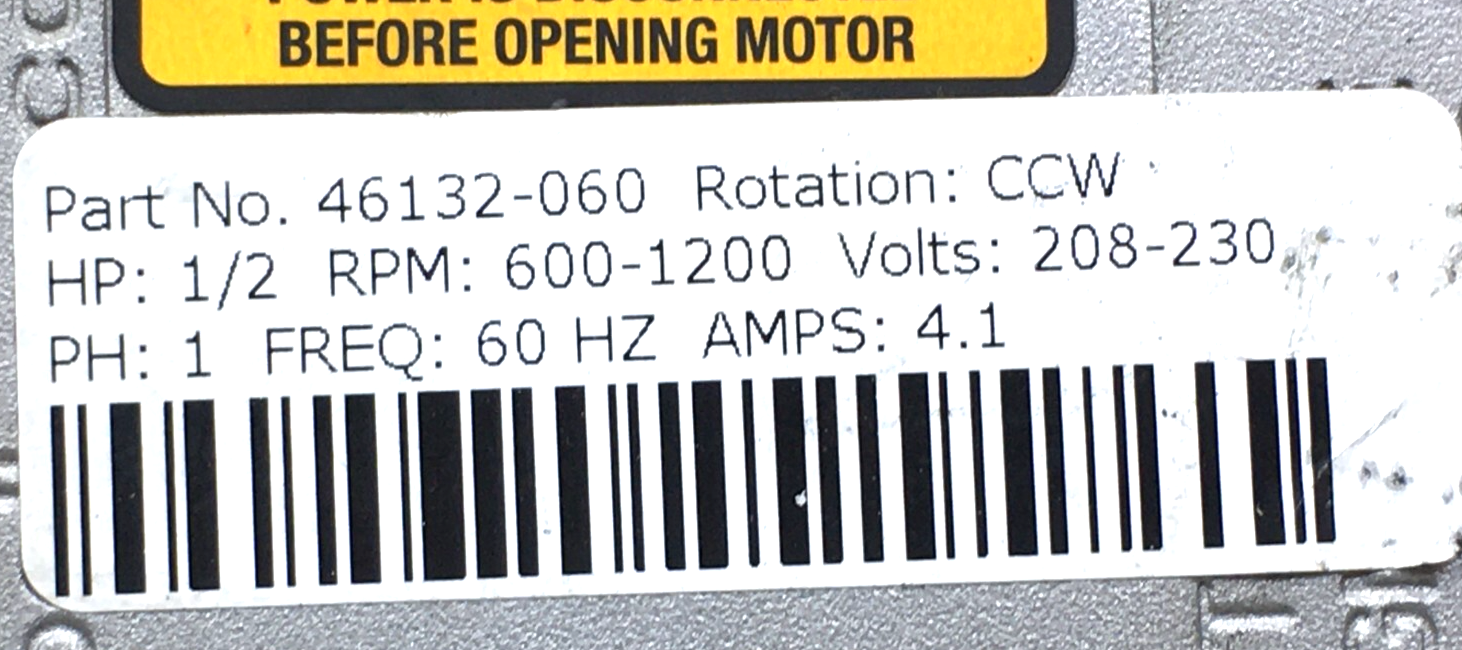 BEFORE OPENING MOTOR
Part No. 46132-060 Rotation: CCW
HP: 1/2 RPM: 600-1200 Volts: 208-230
PH: 1 FREQ: 60 HZ AMPS: 4.1